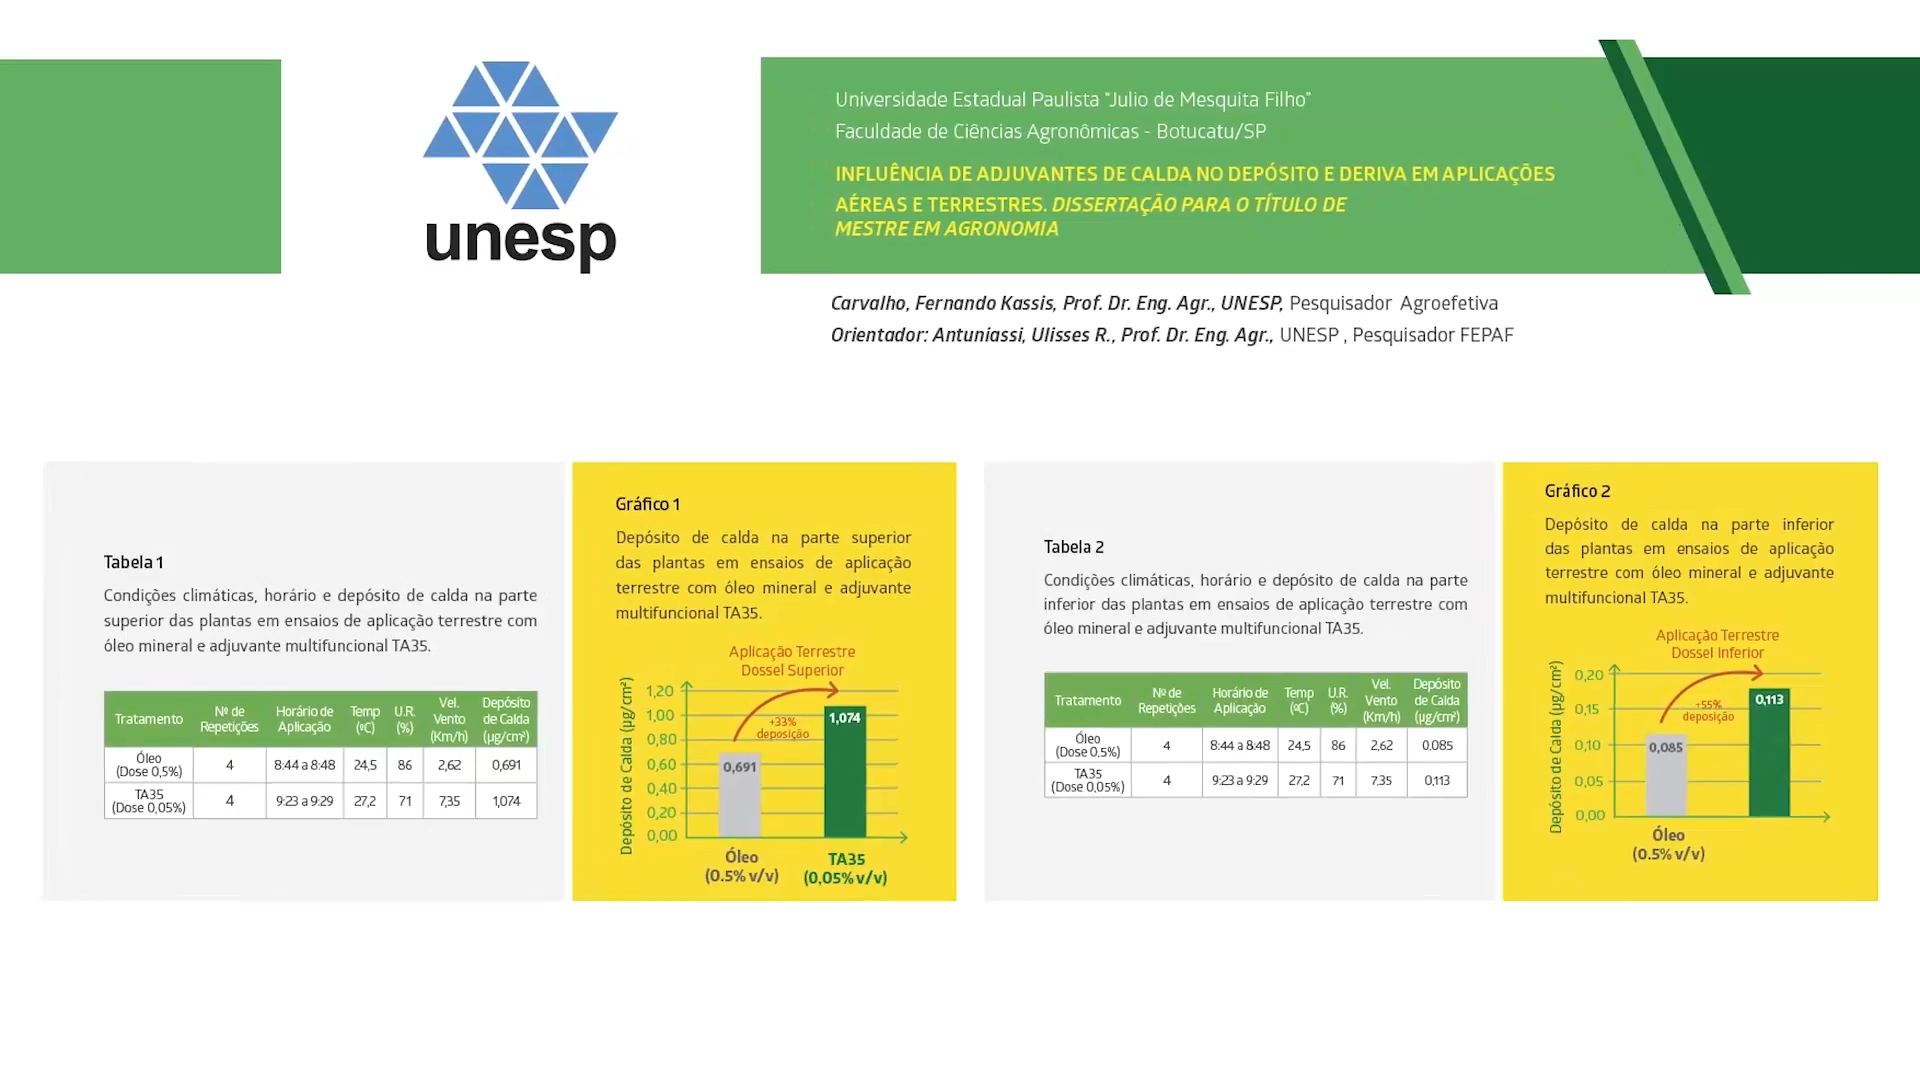 unesp
Universidade Estadual Paulista "Julio de Mesquita Filho"
Faculdade de Ciências Agronômicas - Botucatu/SP
INFLUÊNCIA DE ADJUVANTES DE CALDA NO DEPÓSITO E DERIVA EM APLICAÇÕES
AÉREAS E TERRESTRES. DISSERTAÇÃO PARA O TÍTULO DE
MESTRE EM AGRONOMIA
Carvalho, Fernando Kassis, Prof. Dr. Eng. Agr., UNESP, Pesquisador Agroefetiva
Orientador: Antuniassi, Ulisses R., Prof. Dr. Eng. Agr., UNESP , Pesquisador FEPAF
Tabela 1
Condições climáticas, horário e depósito de calda na parte
superior das plantas em ensaios de aplicação terrestre com
óleo mineral e adjuvante multifuncional TA35.
Tratamento Nº de Repetições Horário de Aplicação Temp (ºC) U.R. (%) Vel. Vento (Km/h) Depósito de Calda (µg/cm²)
Óleo (Dose 0,5%) 4 8:44 a 8:48 24,5 86 2,62 0,691
TA35 (Dose 0,05%) 4 9:23 a 9:29 27,2 71 7,35 1,074
Gráfico 1
Depósito de calda na parte superior
das plantas em ensaios de aplicação
terrestre com óleo mineral e adjuvante
multifuncional TA35.
Aplicação Terrestre
Dossel Superior
Depósito de Calda (µg/cm²)
1,20
1,00
0,80
0,60
0,40
0,20
0,00
+33%
deposição
0,691
1,074
Óleo
(0.5% v/v)
TA35
(0,05% v/v)
Tabela 2
Condições climáticas, horário e depósito de calda na parte
inferior das plantas em ensaios de aplicação terrestre com
óleo mineral e adjuvante multifuncional TA35.
Tratamento Nº de Repetições Horário de Aplicação Temp (ºC) U.R. (%) Vel. Vento (Km/h) Depósito de Calda (µg/cm²)
Óleo (Dose 0.5%) 4 8:44 a 8:48 24,5 86 2,62 0,085
TA35 (Dose 0,05%) 4 9:23 a 9:29 27,2 71 7,35 0,113
Gráfico 2
Depósito de calda na parte inferior
das plantas em ensaios de aplicação
terrestre com óleo mineral e adjuvante
multifuncional TA35.
Aplicação Terrestre
Dossel Inferior
Depósito de Calda (µg/cm²)
0,20
0,15
0,10
0,05
0,00
+55%
deposição
0,085
0,113
Óleo
(0.5% v/v)